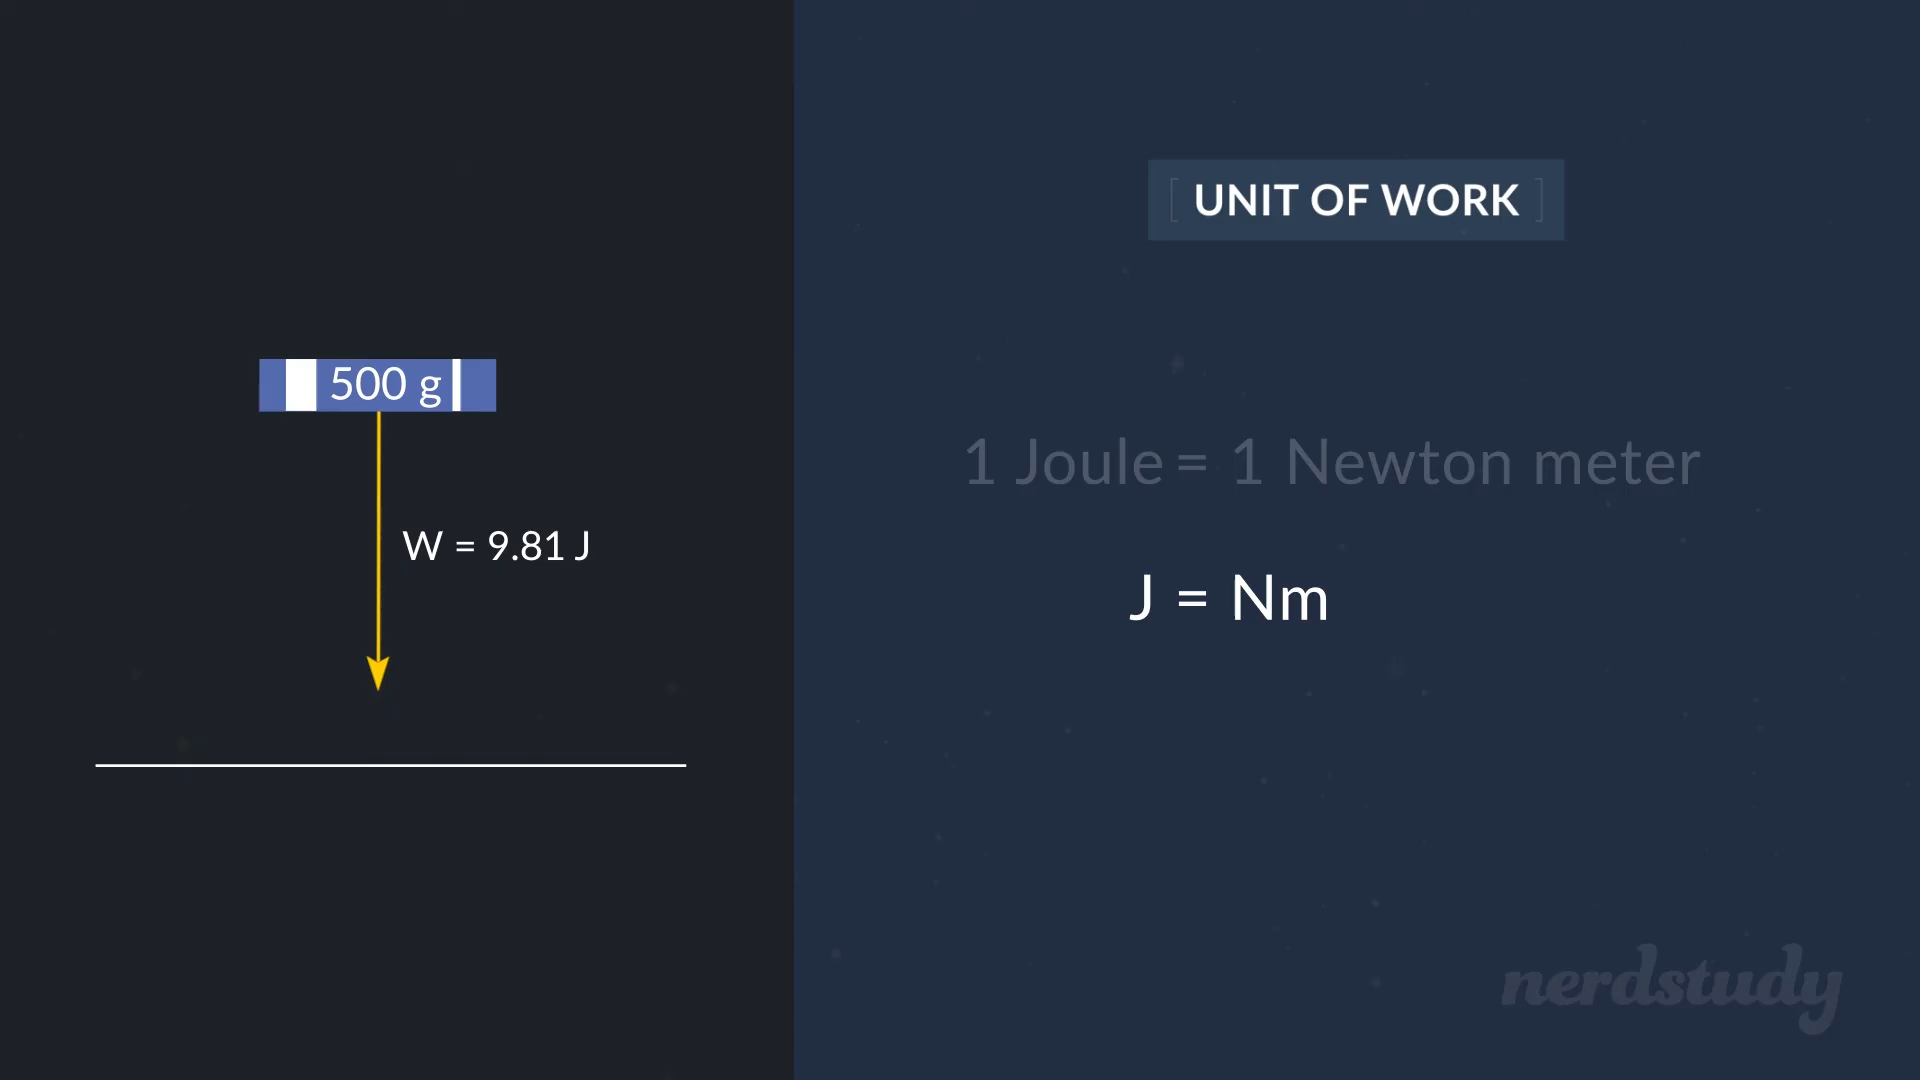 UNIT OF WORK
500 g
1 Joule = 1 Newton meter
W = 9.81 J
J = Nm
nerdstudy